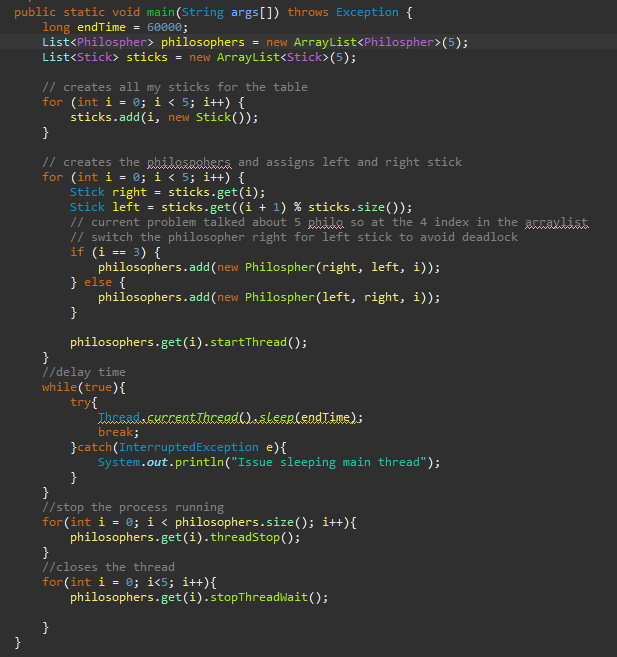 public static void main(String args[]) throws Exception {
long endTime = 60000;
List<Philospher> philosophers = new ArrayList<Philospher>(5);
List<Stick> sticks = new ArrayList<Stick>(5);
// creates all my sticks for the table
for (int i = 0; i < 5; i++) {
sticks.add(i, new Stick());
}
// creates the philospohers and assigns left and right stick
for (int i = 0; i < 5; i++) {
Stick right = sticks.get(i);
Stick left = sticks.get((i + 1) % sticks.size());
// current problem talked about 5 philo so at the 4 index in the arraylist
// switch the philosopher right for left stick to avoid deadlock
if (i == 3) {
philosophers.add(new Philospher(right, left, i));
} else {
philosophers.add(new Philospher(left, right, i));
}
philosophers.get(i).startThread();
}
//delay time
while(true){
try{
Thread.currentThread().sleep(endTime);
break;
}catch(InterruptedException e){
System.out.println("Issue sleeping main thread");
}
}
//stop the process running
for(int i = 0; i < philosophers.size(); i++){
philosophers.get(i).threadStop();
}
//closes the thread
for(int i = 0; i<5; i++){
philosophers.get(i).stopThreadWait();
}
}